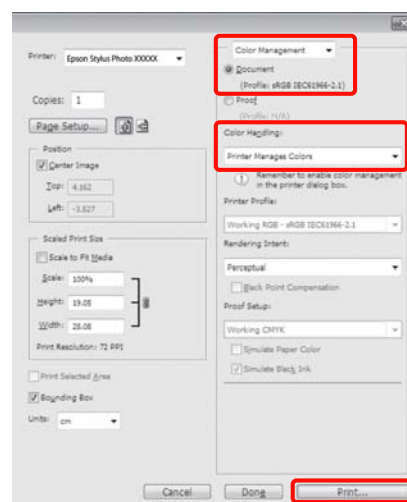 Printer: Epson Stylus Photo XXXXX
Copies: 1
Page Setup...
Position
Center Image
Top: 4.162
Left: -3.527
Scaled Print Size
Scale to Fit Media
Scale: 100%
Height: 19.05
Width: 28.08
Print Resolution: 72 PPI
Print Selected Area
Bounding Box
Units: cm
Color Management
Document
(Profile: sRGB IEC61966-2.1)
Proof
(Profile: N/A)
Color Handling:
Printer Manages Colors
Remember to enable color management
in the printer dialog box.
Printer Profile:
Working RGB - sRGB IEC61966-2.1
Rendering Intent:
Perceptual
Black Point Compensation
Proof Setup:
Working CMYK
Simulate Paper Color
Simulate Black Ink
Cancel
Done
Print...